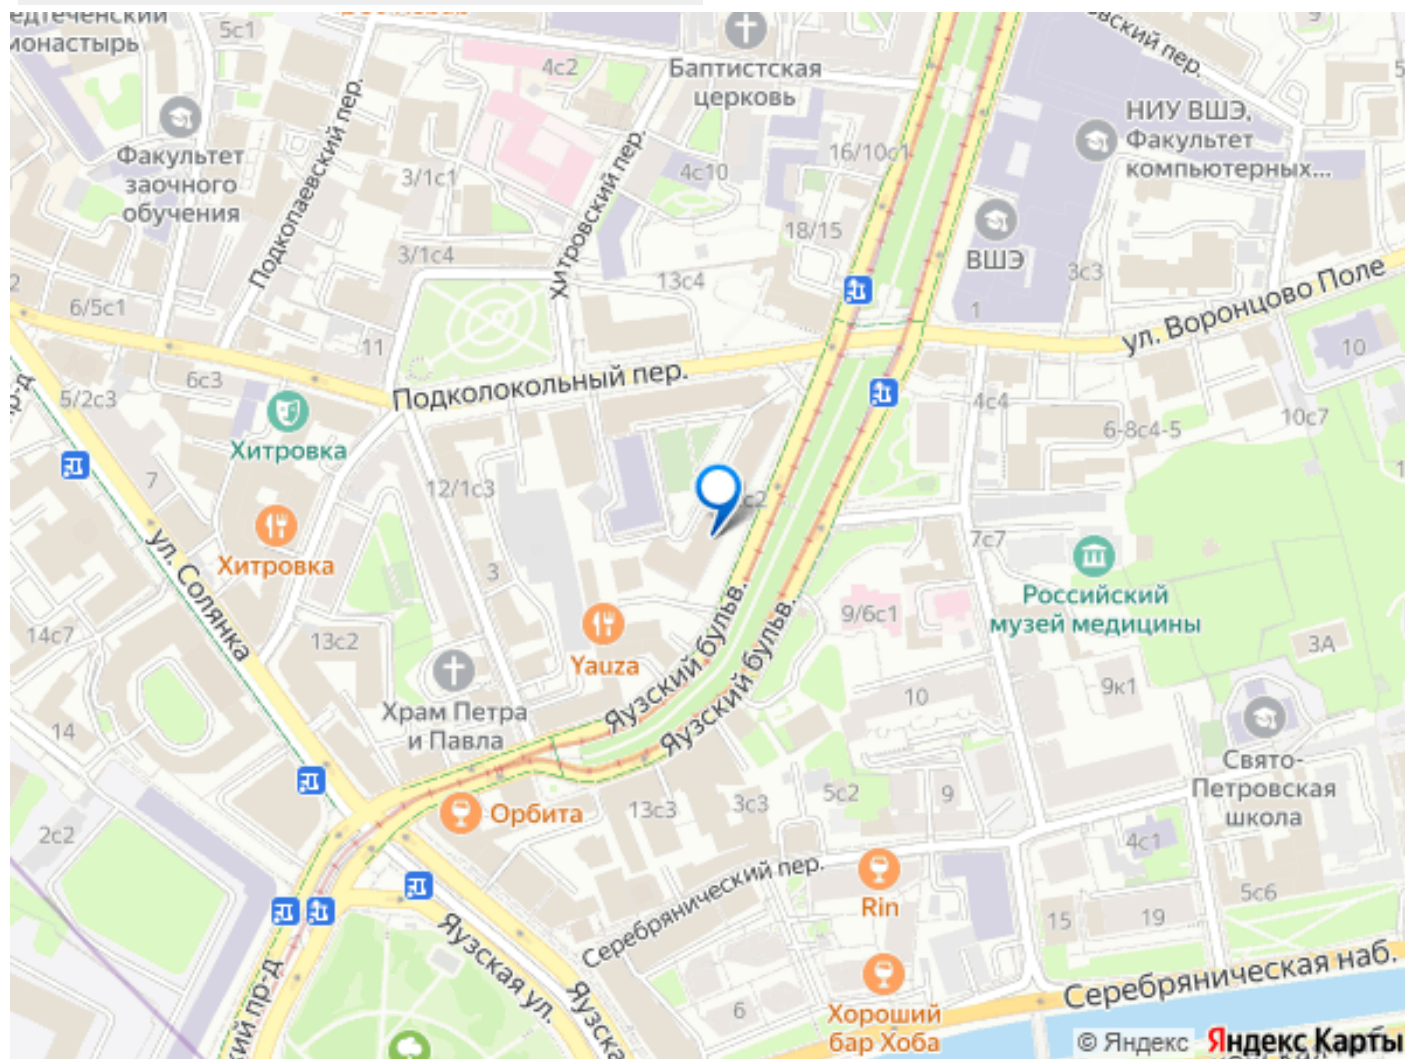 5с1
монастырь
Баптистская
церковь
4с2
Факультет
заочного
обучения
Подкопаевский пер.
3/1с1
Хитровский пер.
4с10
16/10с1
18/15
НИУ ВШЭ,
Факультет
компьютерных...
ВШЭ
3с3
1
ул. Воронцово Поле
10
3/1с4
13с4
6/5с1
11
6с3
5/2с3
Подколокольный пер.
Хитровка
7
12/1с3
4с4
6-8с4-5
10с7
ул. Солянка
Хитровка
3
7с7
Российский
музей медицины
14с7
13с2
Yauza
9/6с1
3А
Яузский бульв.
Яузский бульв.
Храм Петра
и Павла
10
9к1
14
Свято-
Петровская
школа
2с2
Орбита
13с3
3с3
5с2
9
4с1
Серебрянический пер.
Rin
5с6
15
19
Яузская ул.
6
Хороший
бар Хоба
Серебряническая наб.
© Яндекс Яндекс Карты